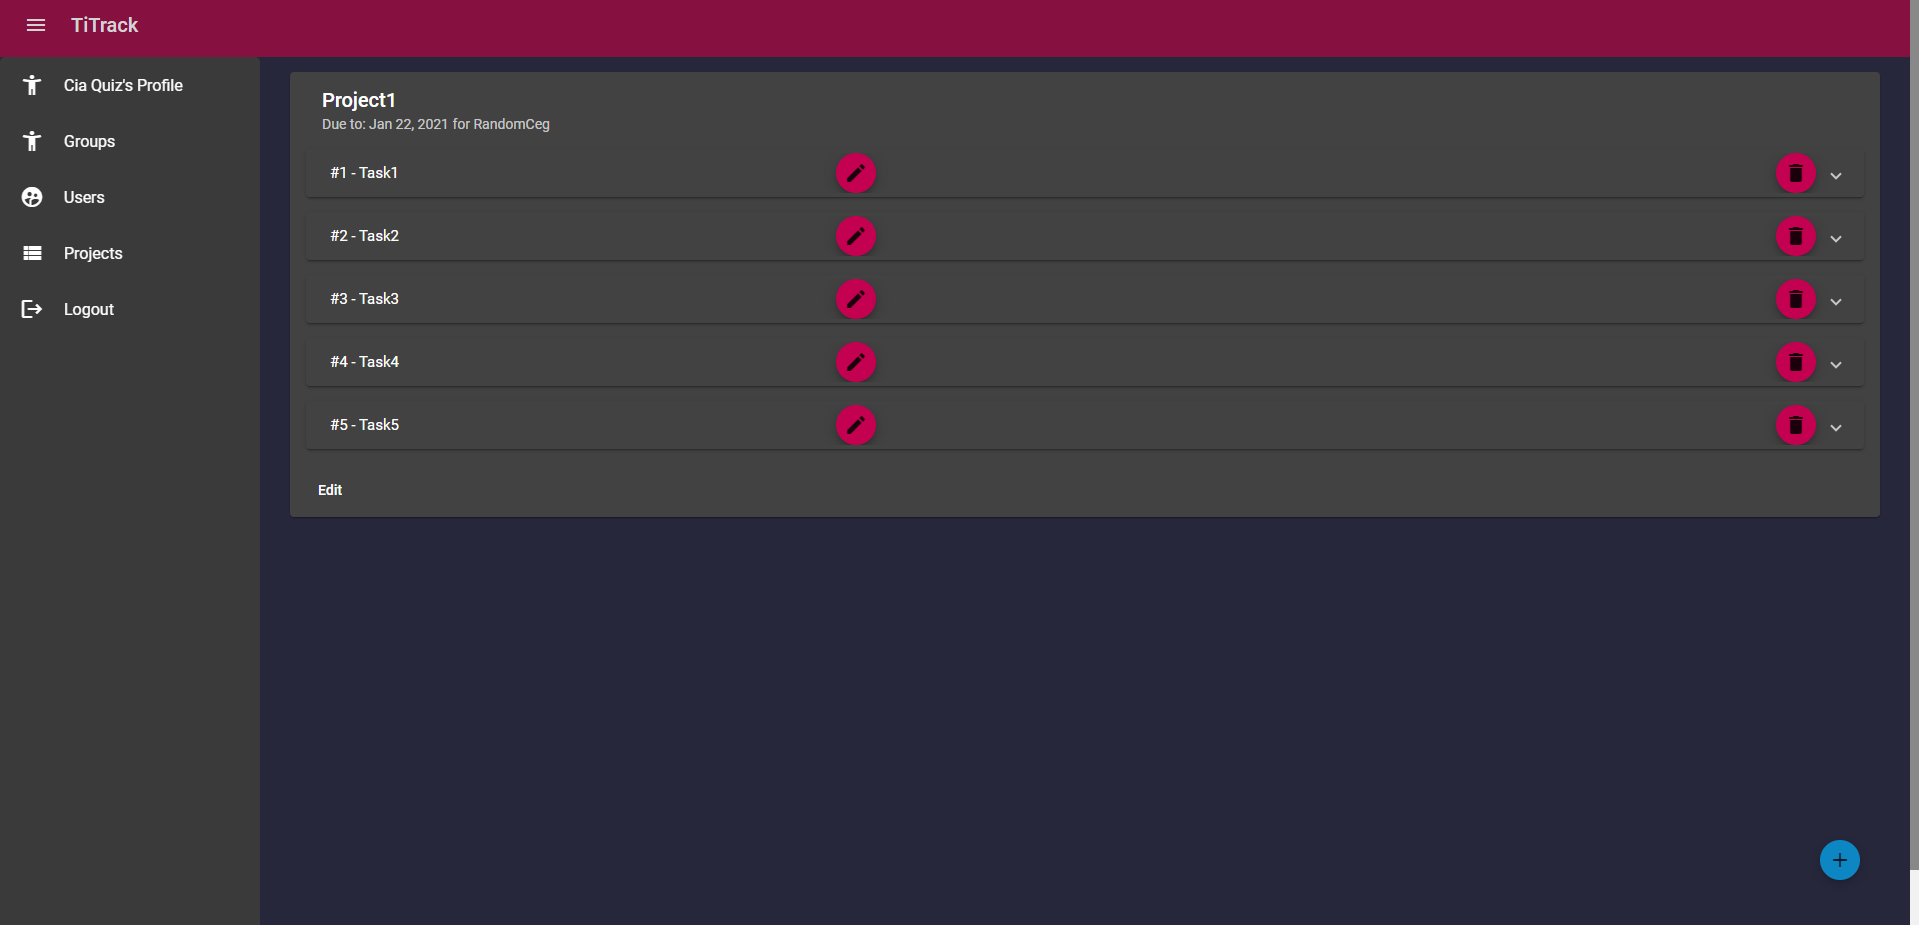 TiTrack
Cia Quiz's Profile
Groups
Users
Projects
Logout
Project1
Due to: Jan 22, 2021 for RandomCeg
#1 - Task1
#2 - Task2
#3 - Task3
#4 - Task4
#5 - Task5
Edit